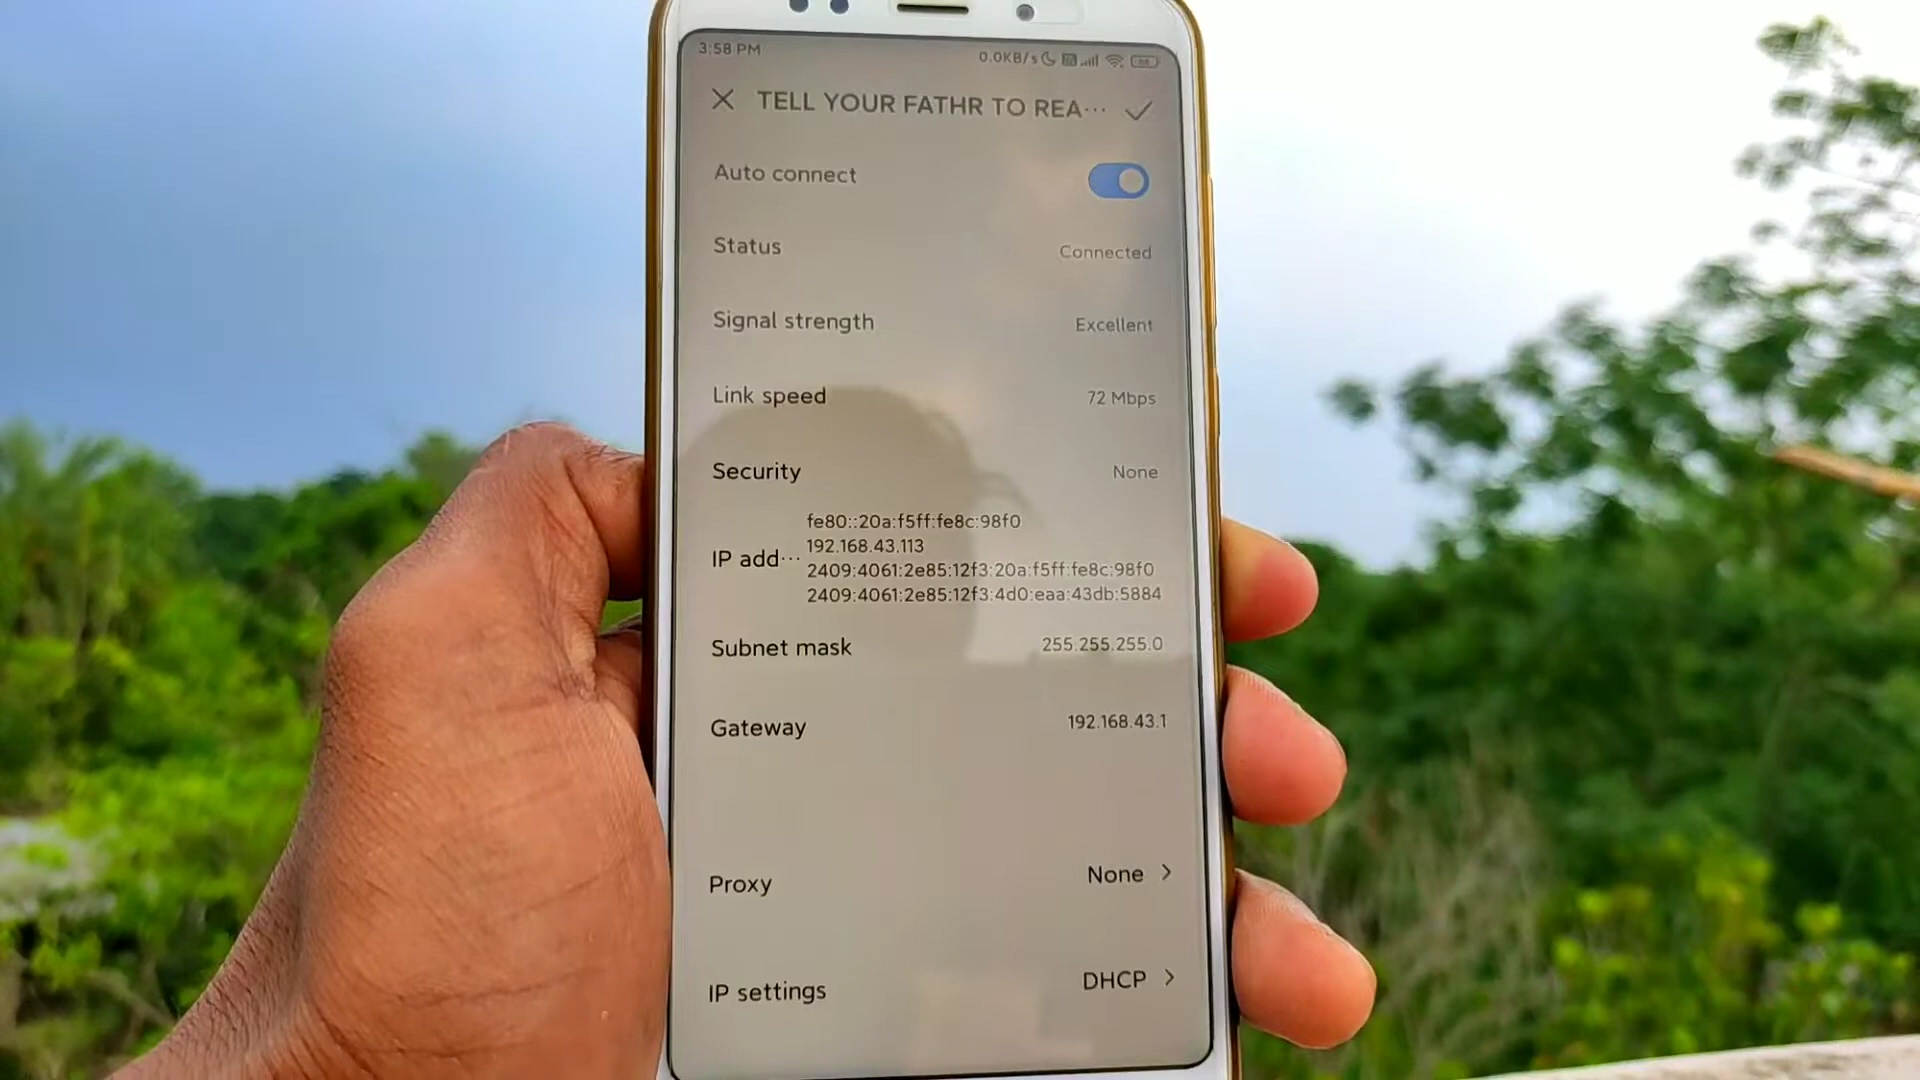 3:58 PM
0.0KB/s
TELL YOUR FATHR TO REA···
Auto connect
Status Connected
Signal strength Excellent
Link speed 72 Mbps
Security None
IP add···
fe80::20a:f5ff:fe8c:98f0
192.168.43.113
2409:4061:2e85:12f3:20a:f5ff:fe8c:98f0
2409:4061:2e85:12f3:4d0:eaa:43db:5884
Subnet mask 255.255.255.0
Gateway 192.168.43.1
Proxy None
IP settings DHCP